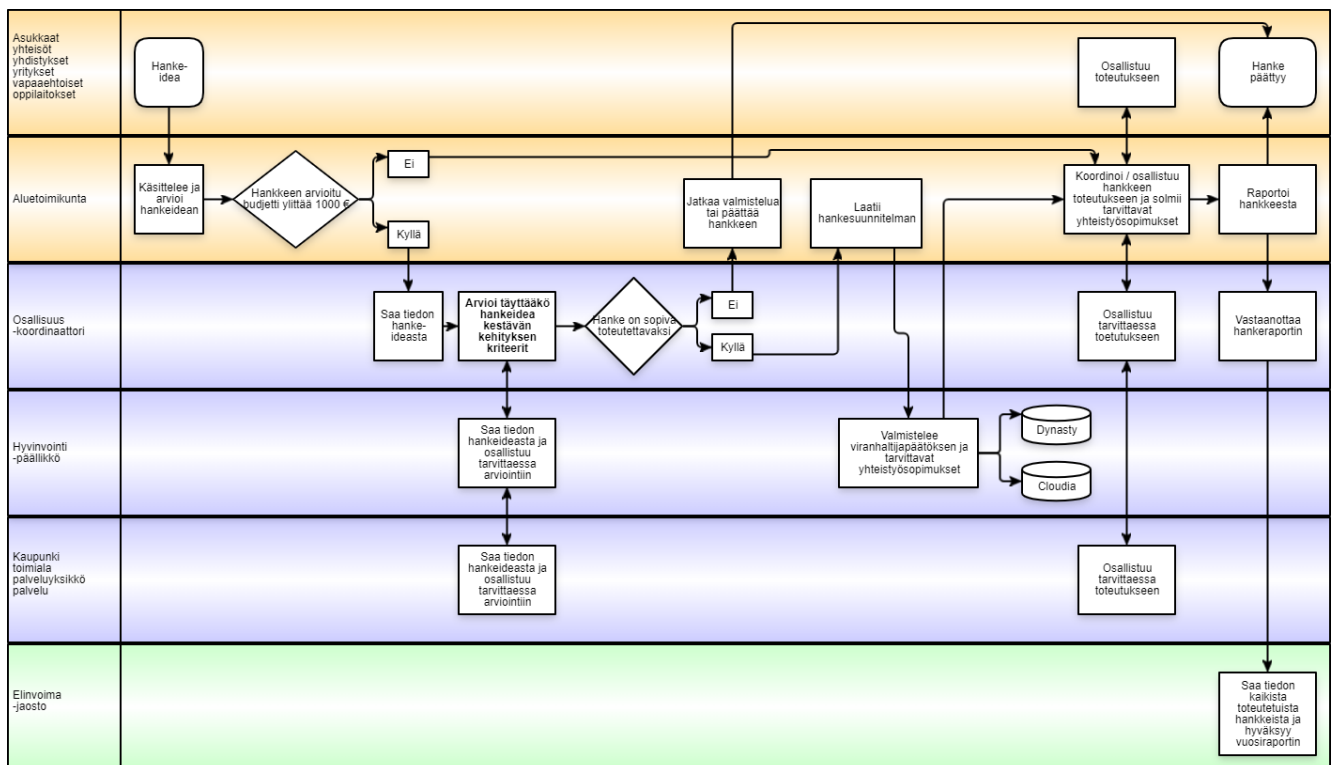 Asukkaat
yhteisöt
yhdistykset
yritykset
vapaaehtoiset
oppilaitokset
Hanke-
idea
Osallistuu
toteutukseen
Hanke
päättyy
Aluetoimikunta
Käsittelee ja
arvioi
hankeidean
Hankkeen arvioitu
budjetti ylittää 1000 €
Ei
Kyllä
Jatkaa valmistelua
tai päättää
hankkeen
Laatii
hankesuunnitelman
Koordinoi / osallistuu
hankkeen
toteutukseen ja solmii
tarvittavat
yhteistyösopimukset
Raportoi
hankkeesta
Osallisuus
-koordinaattori
Saa tiedon
hanke-
ideasta
Arvioi täyttääkö
hankeidea
kestävän
kehityksen
kriteerit
Hanke on sopiva
toteutettavaksi
Ei
Kyllä
Osallistuu
tarvittaessa
toetutukseen
Vastaanottaa
hankeraportin
Hyvinvointi
-päällikkö
Saa tiedon
hankeideasta ja
osallistuu
tarvittaessa
arviointiin
Valmistelee
viranhaltijapäätöksen ja
tarvittavat
yhteistyösopimukset
Dynasty
Cloudia
Kaupunki
toimiala
palveluyksikkö
palvelu
Saa tiedon
hankeideasta ja
osallistuu
tarvittaessa
arviointiin
Osallistuu
tarvittaessa
toteutukseen
Elinvoima
-jaosto
Saa tiedon
kaikista
toteutetuista
hankkeista ja
hyväksyy
vuosiraportin